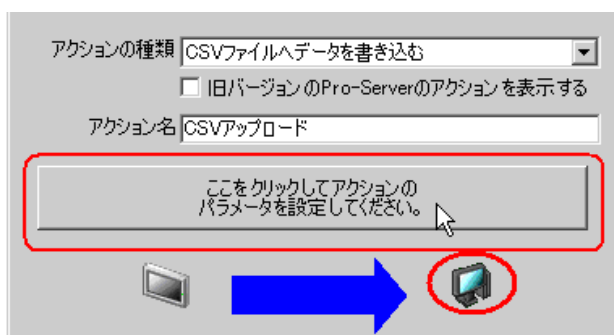 アクションの種類 CSVファイルへデータを書き込む
旧バージョンのPro-Serverのアクションを表示する
アクション名 CSVアップロード
ここをクリックしてアクションの
パラメータを設定してください。